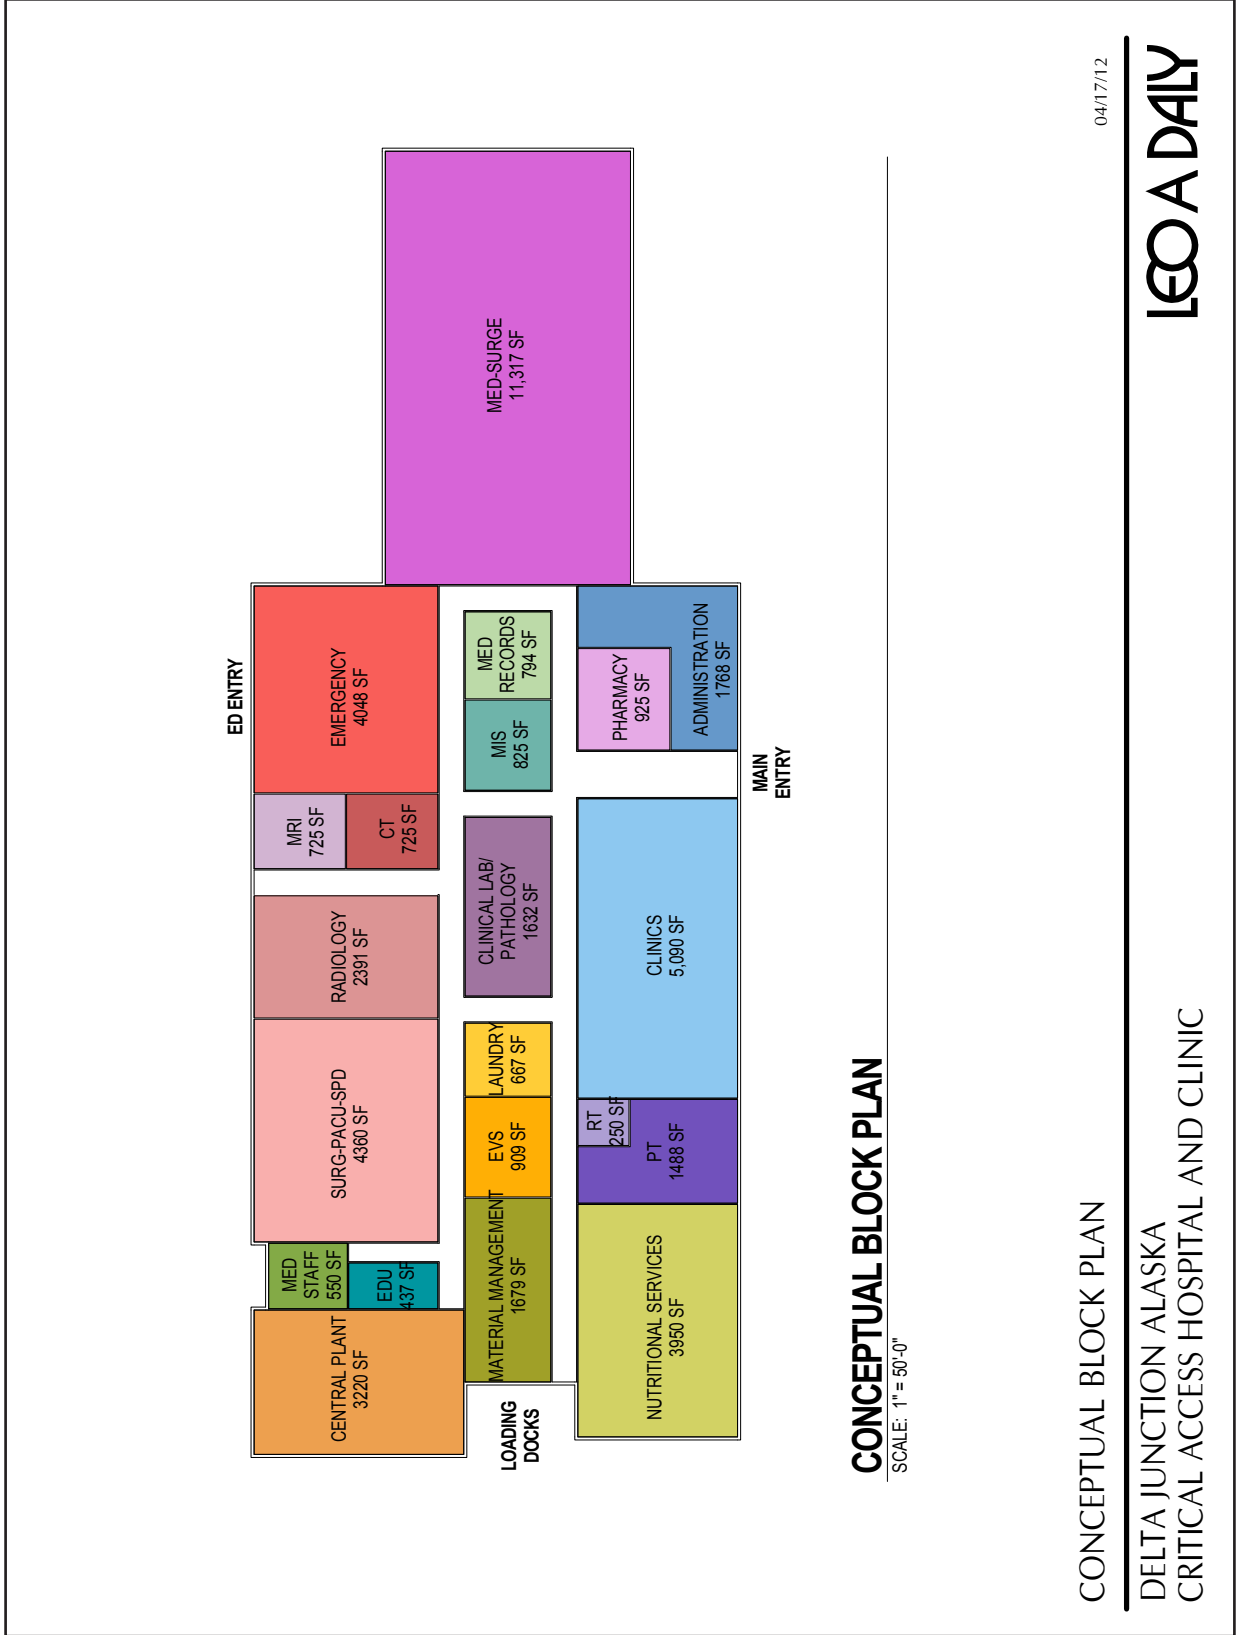 ED ENTRY
CENTRAL PLANT
3220 SF
MED
STAFF
550 SF
EDU
437 SF
SURG-PACU-SPD
4360 SF
RADIOLOGY
2391 SF
MRI
725 SF
CT
725 SF
EMERGENCY
4048 SF
LOADING
DOCKS
MATERIAL MANAGEMENT
1679 SF
EVS
909 SF
LAUNDRY
667 SF
CLINICAL LAB/
PATHOLOGY
1632 SF
MIS
825 SF
MED
RECORDS
794 SF
MED-SURGE
11,317 SF
NUTRITIONAL SERVICES
3950 SF
RT
250 SF
PT
1488 SF
CLINICS
5,090 SF
PHARMACY
925 SF
ADMINISTRATION
1768 SF
MAIN
ENTRY
CONCEPTUAL BLOCK PLAN
SCALE: 1" = 50'-0"
CONCEPTUAL BLOCK PLAN
04/17/12
DELTA JUNCTION ALASKA
CRITICAL ACCESS HOSPITAL AND CLINIC
LEO A DALY